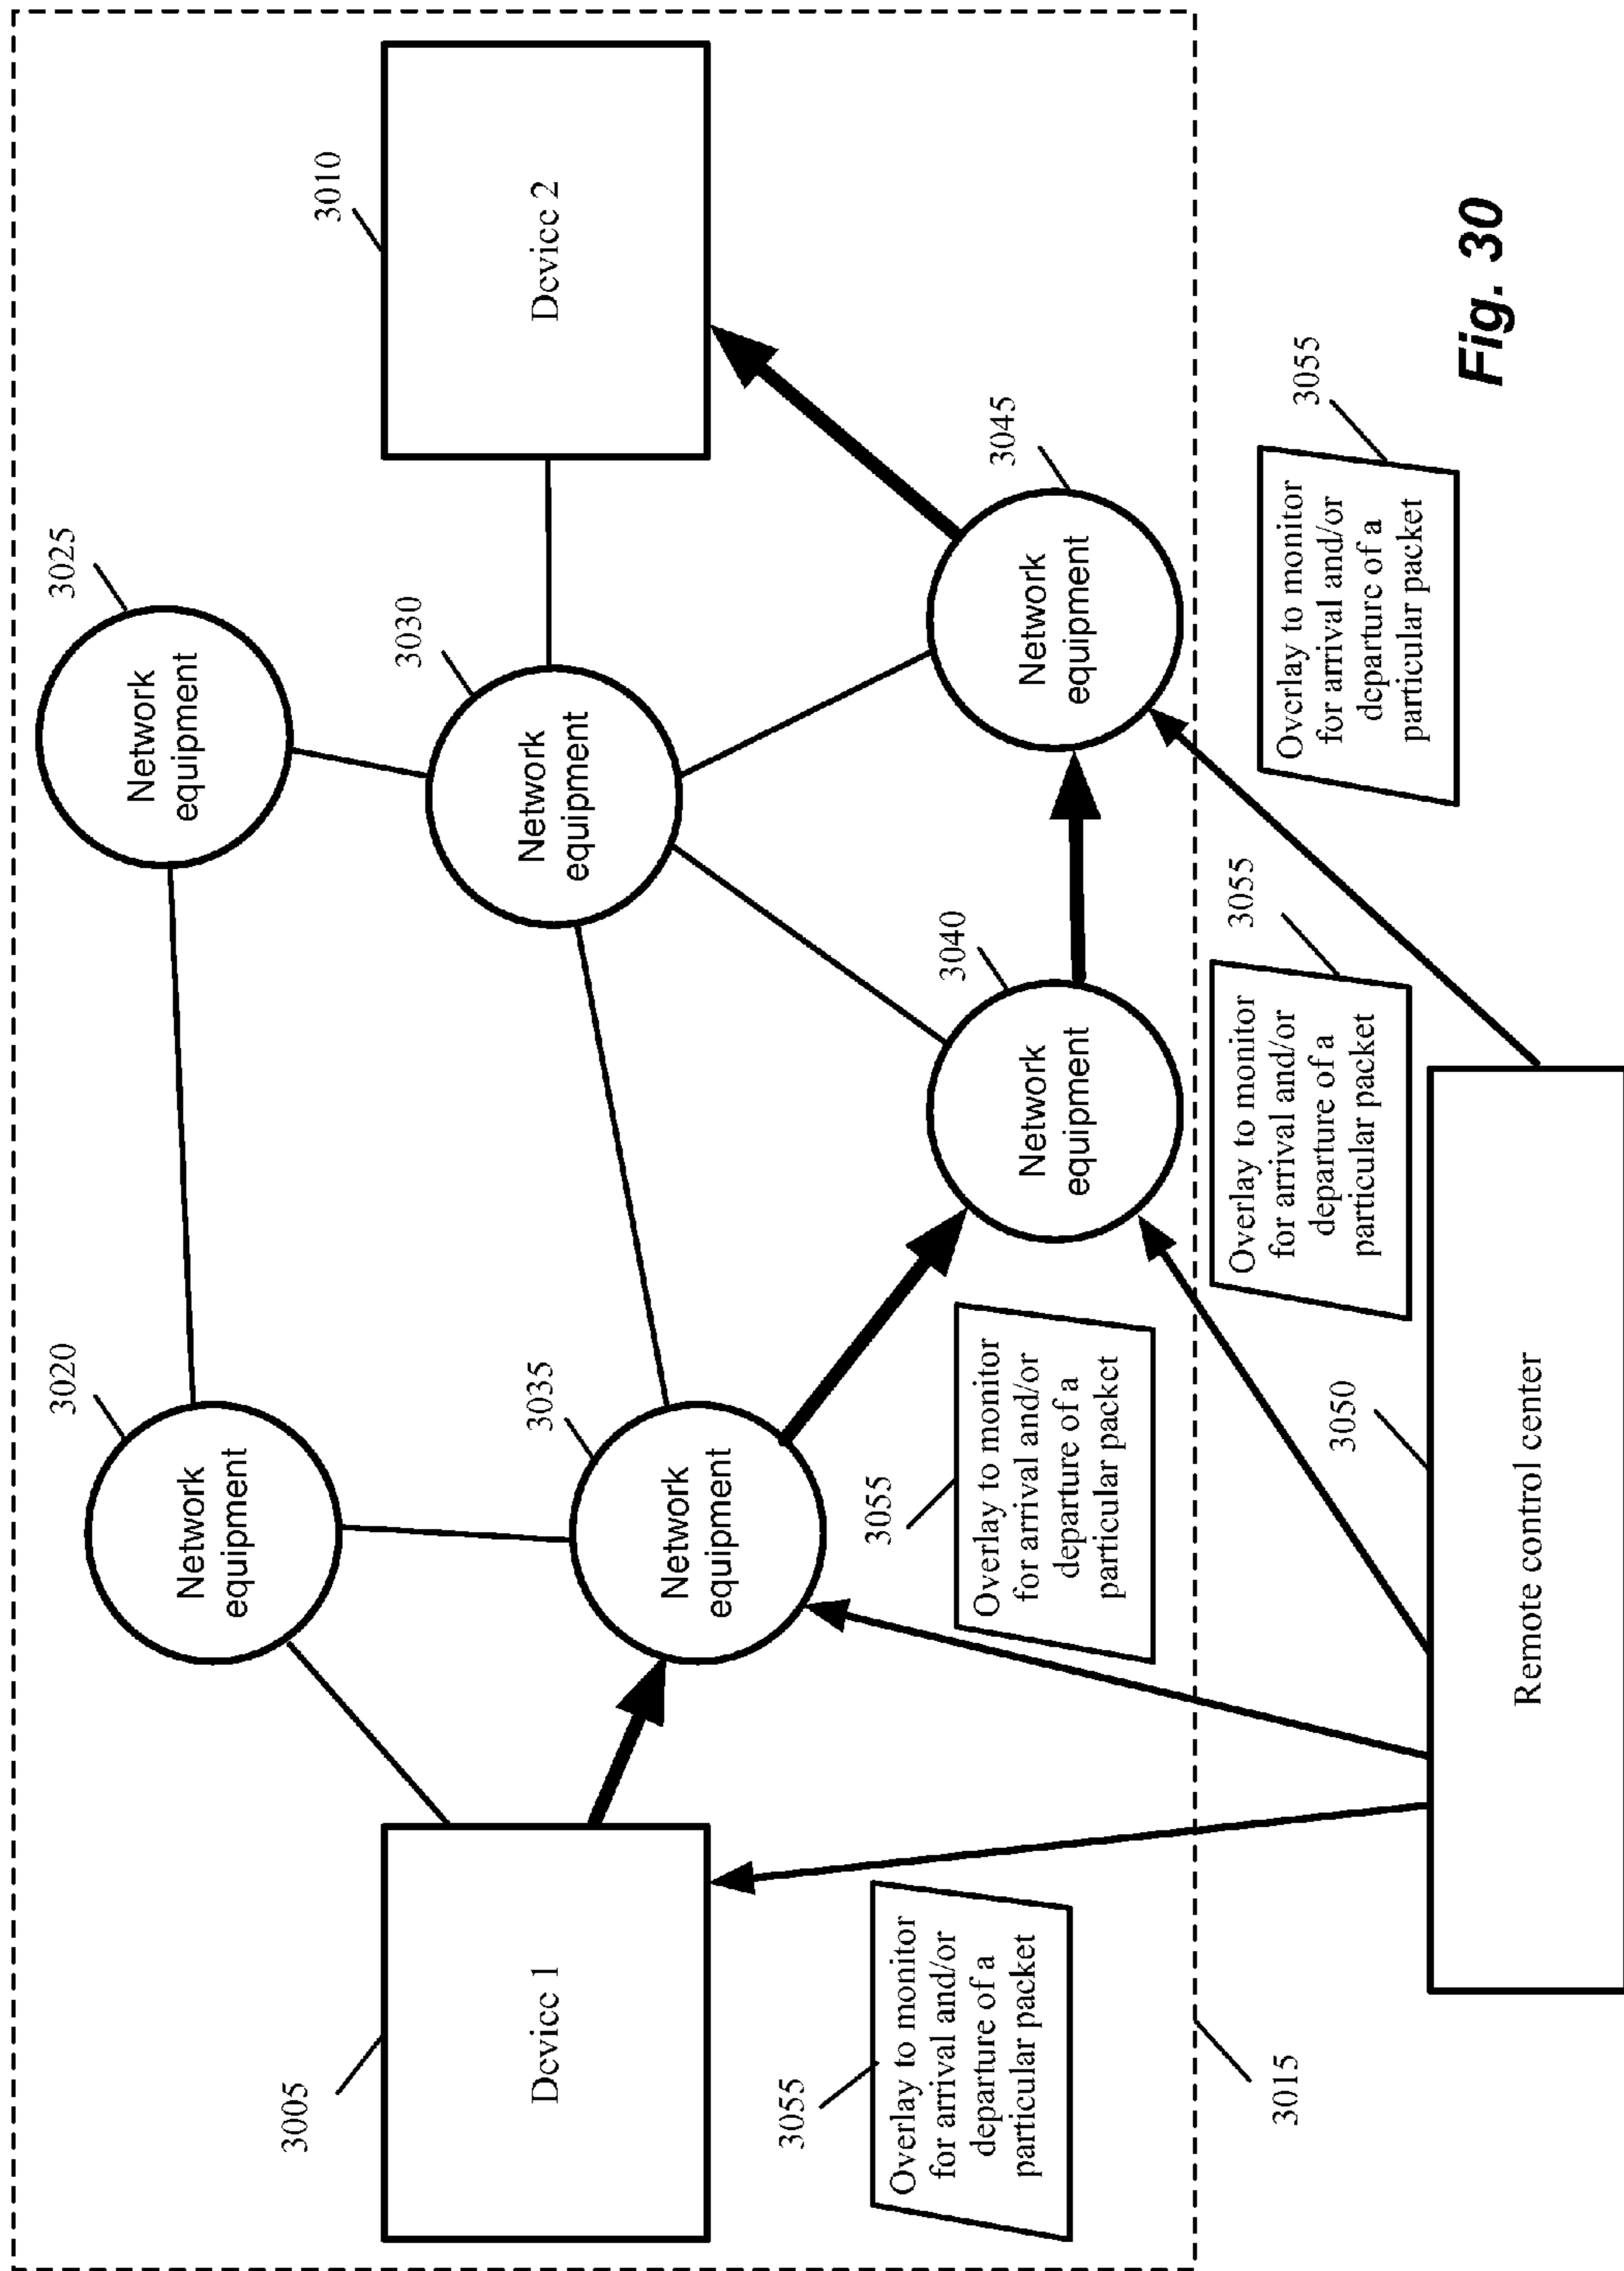 3025
3020
Network
equipment
Network
equipment
3010
3030
3035
Device 2
Network
equipment
3005
Device 1
Network
equipment
3040
3045
Network
equipment
Network
equipment
3055
Overlay to monitor
for arrival and/or
departure of a
particular packet
3055
Overlay to monitor
for arrival and/or
departure of a
particular packet
3055
Overlay to monitor
for arrival and/or
departure of a
particular packet
3055
Overlay to monitor
for arrival and/or
departure of a
particular packet
3015
3050
Remote control center
Fig. 30